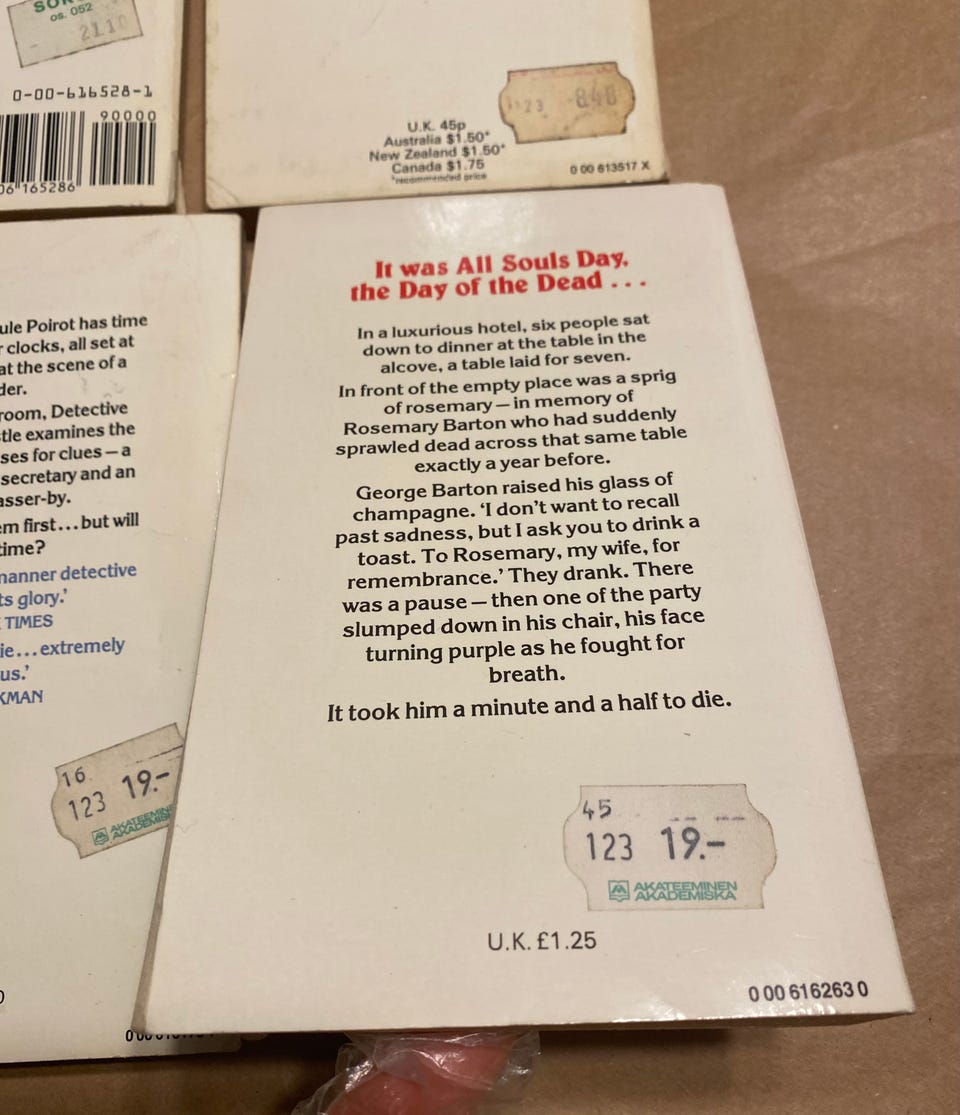 os. 052
2110
0-00-616528-1
90000
165286
1123 -848
U.K. 45p
Australia $1.50*
New Zealand $1.50*
Canada $1.75
*recommended price
0 00 613517 X
ule Poirot has time
clocks, all set at
at the scene of a
der.
room, Detective
tle examines the
ses for clues — a
secretary and an
asser-by.
em first...but will
time?
manner detective
ts glory.'
TIMES
ie...extremely
us.'
KMAN
16
123 19.-
AKATEEMINEN
AKADEMISKA
It was All Souls Day,
the Day of the Dead . . .
In a luxurious hotel, six people sat
down to dinner at the table in the
alcove, a table laid for seven.
In front of the empty place was a sprig
of rosemary — in memory of
Rosemary Barton who had suddenly
sprawled dead across that same table
exactly a year before.
George Barton raised his glass of
champagne. 'I don't want to recall
past sadness, but I ask you to drink a
toast. To Rosemary, my wife, for
remembrance.' They drank. There
was a pause — then one of the party
slumped down in his chair, his face
turning purple as he fought for
breath.
It took him a minute and a half to die.
45
123 19.-
AKATEEMINEN
AKADEMISKA
U.K. £1.25
0 00 616263 0